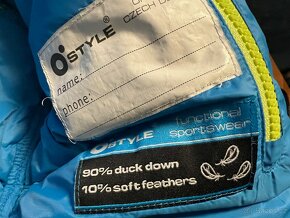 O'STYLE
CZECH
name:
phone:
STYLE functional
sportswear
90% duck down
10% soft feathers